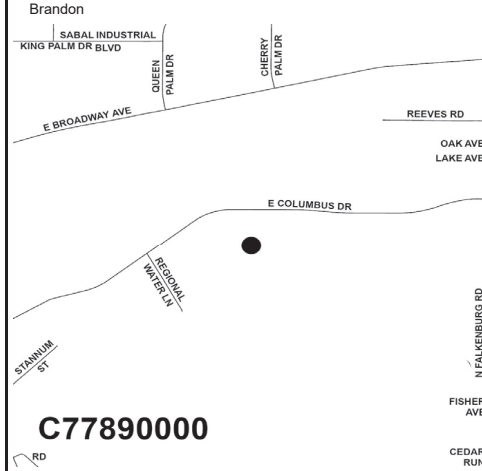 Brandon
SABAL INDUSTRIAL
BLVD
KING PALM DR
QUEEN
PALM DR
CHERRY
PALM DR
E BROADWAY AVE
REEVES RD
OAK AVE
LAKE AVE
E COLUMBUS DR
REGIONAL
WATER LN
STANNUM
ST
N FALKENBURG RD
FISHER
AVE
C77890000
CEDAR
RUN
RD